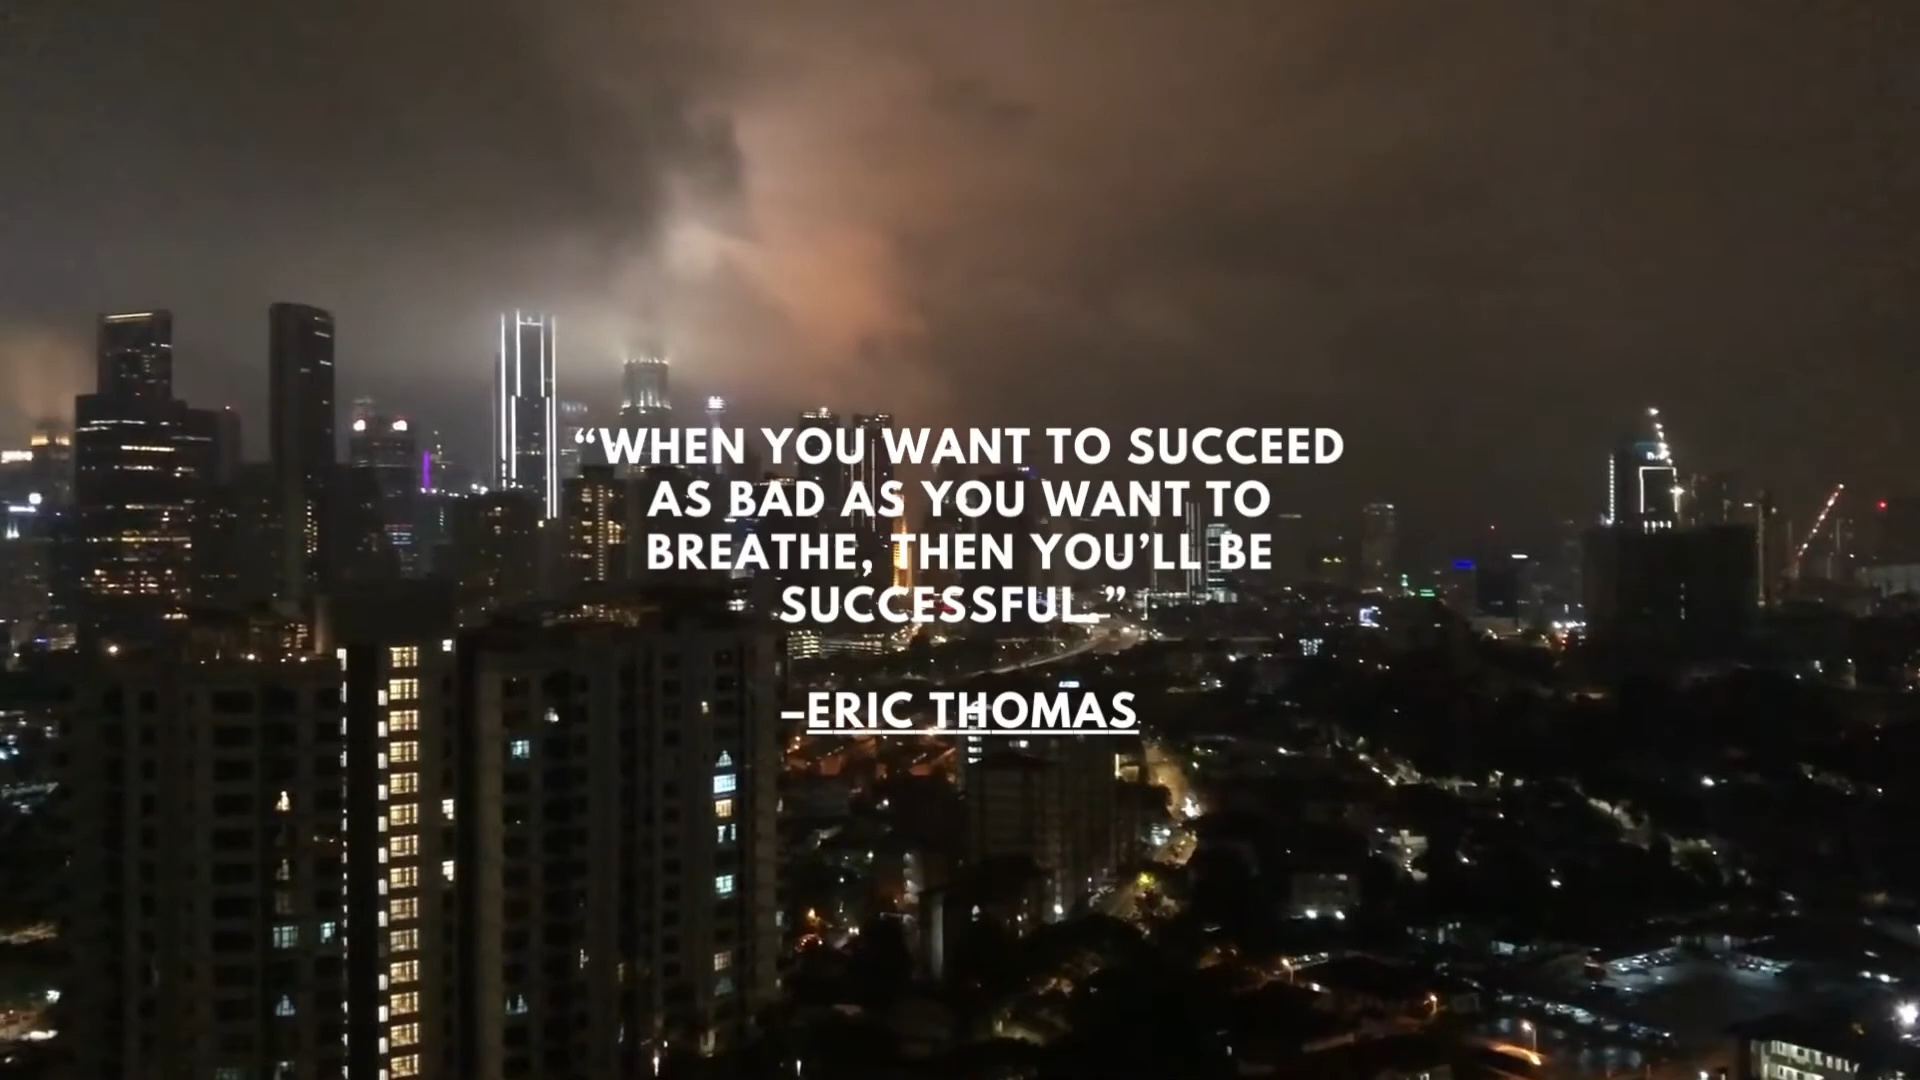 “WHEN YOU WANT TO SUCCEED
AS BAD AS YOU WANT TO
BREATHE, THEN YOU’LL BE
SUCCESSFUL.”
–ERIC THOMAS